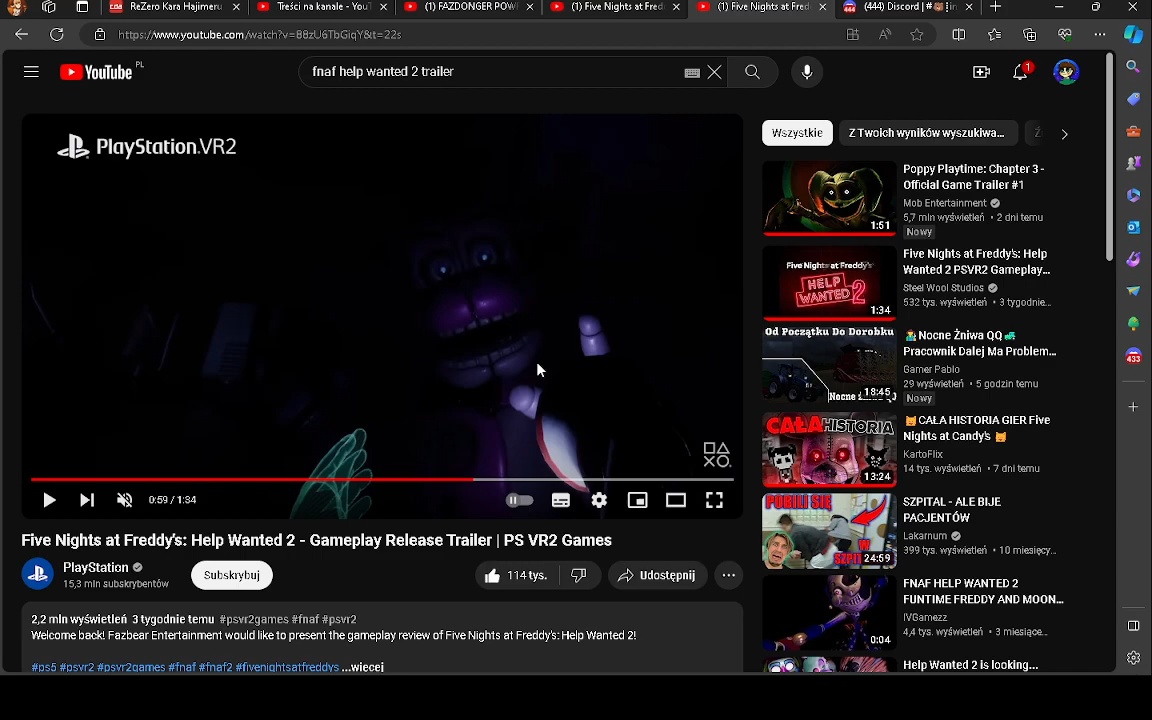 ReZero Kara Hajimeru
Treści na kanale - YouT
(1) FAZDONGER POW
(1) Five Nights at Fred
(1) Five Nights at Fred
(444) Discord | #
https://www.youtube.com/watch?v=88zU6TbGiqY&t=22s
YouTube PL
fnaf help wanted 2 trailer
1
PlayStation.VR2
0:59 / 1:34
Five Nights at Freddy's: Help Wanted 2 - Gameplay Release Trailer | PS VR2 Games
PlayStation
15,3 mln subskrybentów
Subskrybuj
114 tys.
Udostępnij
2,2 mln wyświetleń 3 tygodnie temu #psvr2games #fnaf #psvr2
Welcome back! Fazbear Entertainment would like to present the gameplay review of Five Nights at Freddy's: Help Wanted 2!
#ps5 #psvr2 #psvr2games #fnaf #fnaf2 #fivenightsatfreddys ...więcej
Wszystkie
Z Twoich wyników wyszukiwa...
1:51
Poppy Playtime: Chapter 3 -
Official Game Trailer #1
Mob Entertainment
5,7 mln wyświetleń • 2 dni temu
Nowy
Five Nights at Freddy's
HELP
WANTED 2
1:34
Five Nights at Freddy's: Help
Wanted 2 PSVR2 Gameplay...
Steel Wool Studios
532 tys. wyświetleń • 3 tygodnie...
Od Początku Do Dorobku
Nocne
18:45
Nocne Żniwa QQ
Pracownik Dalej Ma Problem...
Gamer Pablo
29 wyświetleń • 5 godzin temu
Nowy
CAŁA HISTORIA
13:24
CAŁA HISTORIA GIER Five
Nights at Candy's
KartoFlix
14 tys. wyświetleń • 7 dni temu
POBILI SIĘ
W SZPIT
24:59
SZPITAL - ALE BIJE
PACJENTÓW
Lakarnum
399 tys. wyświetleń • 10 miesięcy...
0:04
FNAF HELP WANTED 2
FUNTIME FREDDY AND MOON...
IVGamezz
4,4 tys. wyświetleń • 3 miesiące...
Help Wanted 2 is looking...
433